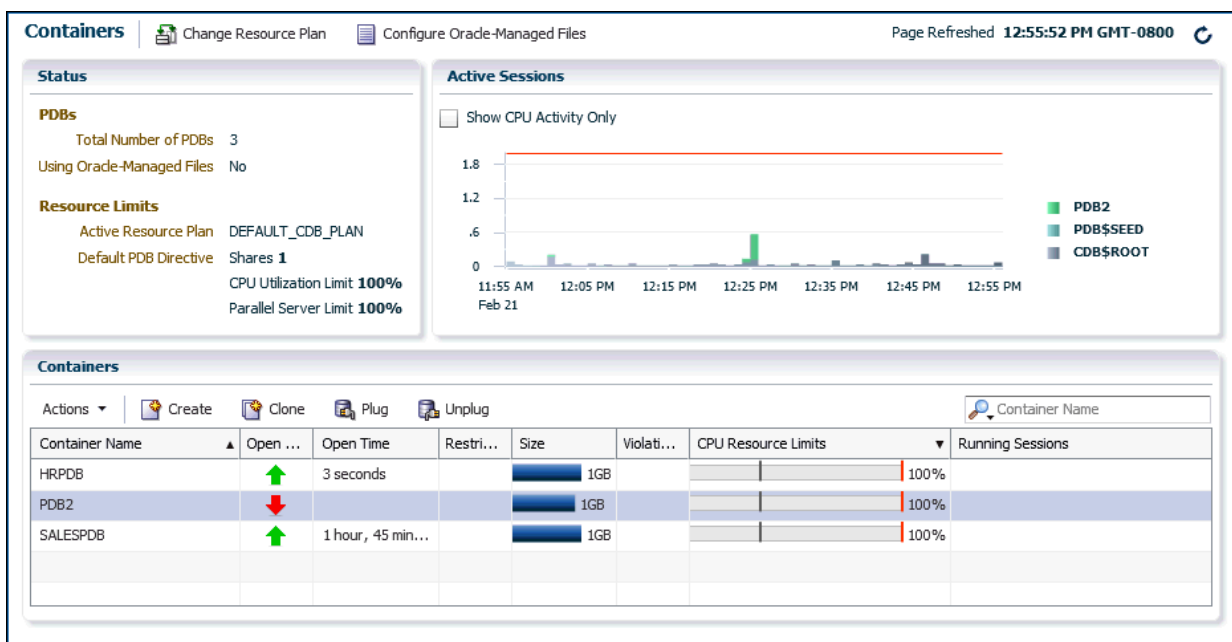 Containers Change Resource Plan Configure Oracle-Managed Files Page Refreshed 12:55:52 PM GMT-0800
Status
PDBs
Total Number of PDBs 3
Using Oracle-Managed Files No
Resource Limits
Active Resource Plan DEFAULT_CDB_PLAN
Default PDB Directive Shares 1
CPU Utilization Limit 100%
Parallel Server Limit 100%
Active Sessions
Show CPU Activity Only
1.8
1.2
.6
0
11:55 AM 12:05 PM 12:15 PM 12:25 PM 12:35 PM 12:45 PM 12:55 PM
Feb 21
PDB2
PDB$SEED
CDB$ROOT
Containers
Actions Create Clone Plug Unplug Container Name
Container Name Open ... Open Time Restri... Size Violati... CPU Resource Limits Running Sessions
HRPDB 3 seconds 1GB 100%
PDB2 1GB 100%
SALESPDB 1 hour, 45 min... 1GB 100%